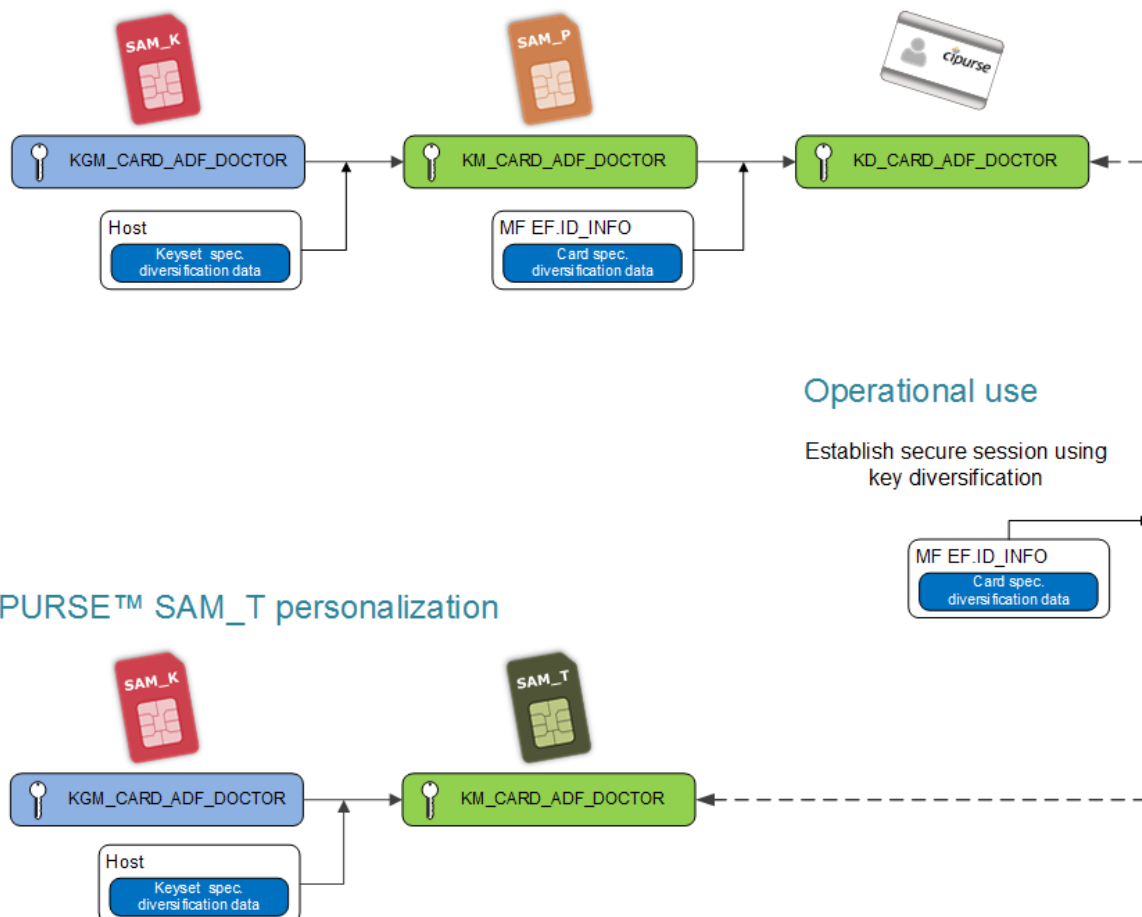 SAM_K
SAM_P
cipurse
KGM_CARD_ADF_DOCTOR
KM_CARD_ADF_DOCTOR
KD_CARD_ADF_DOCTOR
Host
Keyset spec.
diversification data
MF EF.ID_INFO
Card spec.
diversification data
Operational use
Establish secure session using
key diversification
MF EF.ID_INFO
Card spec.
diversification data
PURSE™ SAM_T personalization
SAM_K
SAM_T
KGM_CARD_ADF_DOCTOR
KM_CARD_ADF_DOCTOR
Host
Keyset spec.
diversification data